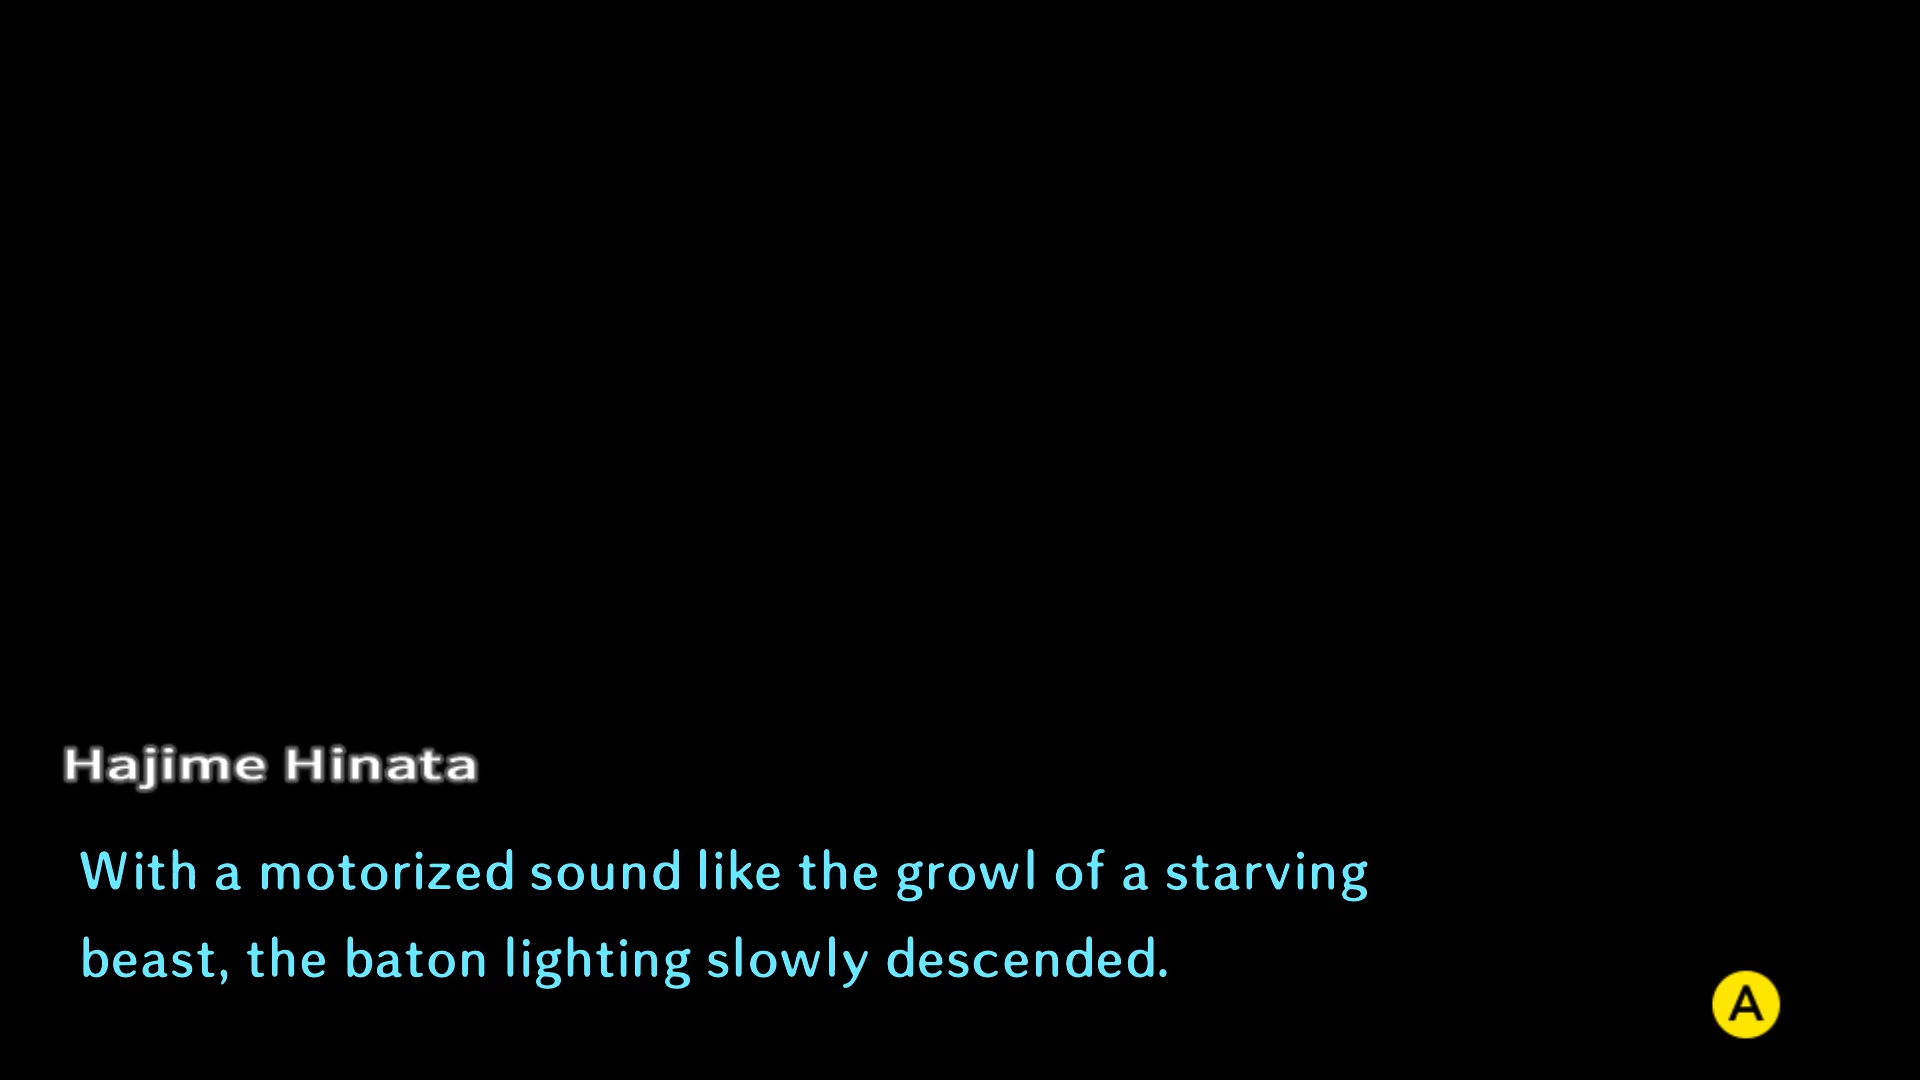 Hajime Hinata
With a motorized sound like the growl of a starving
beast, the baton lighting slowly descended.
A